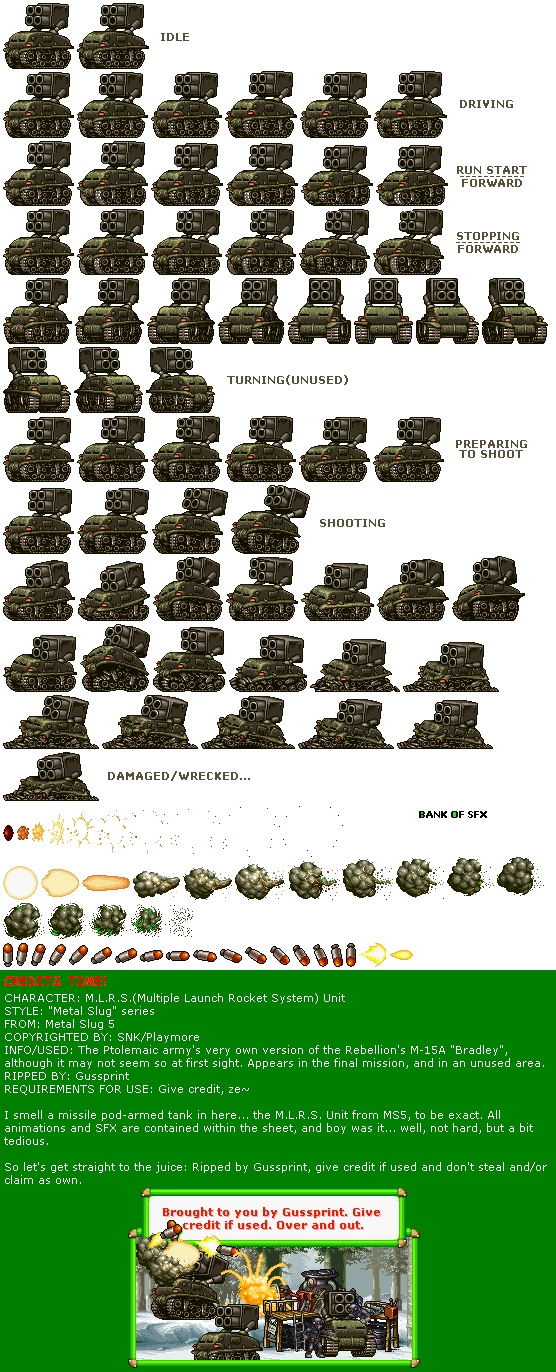 IDLE
DRIVING
RUN START
FORWARD
STOPPING
FORWARD
TURNING(UNUSED)
PREPARING
TO SHOOT
SHOOTING
DAMAGED/WRECKED...
BANK OF SFX
CREDITS TIME!
CHARACTER: M.L.R.S.(Multiple Launch Rocket System) Unit
STYLE: "Metal Slug" series
FROM: Metal Slug 5
COPYRIGHTED BY: SNK/Playmore
INFO/USED: The Ptolemaic army's very own version of the Rebellion's M-15A "Bradley",
although it may not seem so at first sight. Appears in the final mission, and in an unused area.
RIPPED BY: Gussprint
REQUIREMENTS FOR USE: Give credit, ze~
I smell a missile pod-armed tank in here... the M.L.R.S. Unit from MS5, to be exact. All
animations and SFX are contained within the sheet, and boy was it... well, not hard, but a bit
tedious.
So let's get straight to the juice: Ripped by Gussprint, give credit if used and don't steal and/or
claim as own.
Brought to you by Gussprint. Give
credit if used. Over and out.